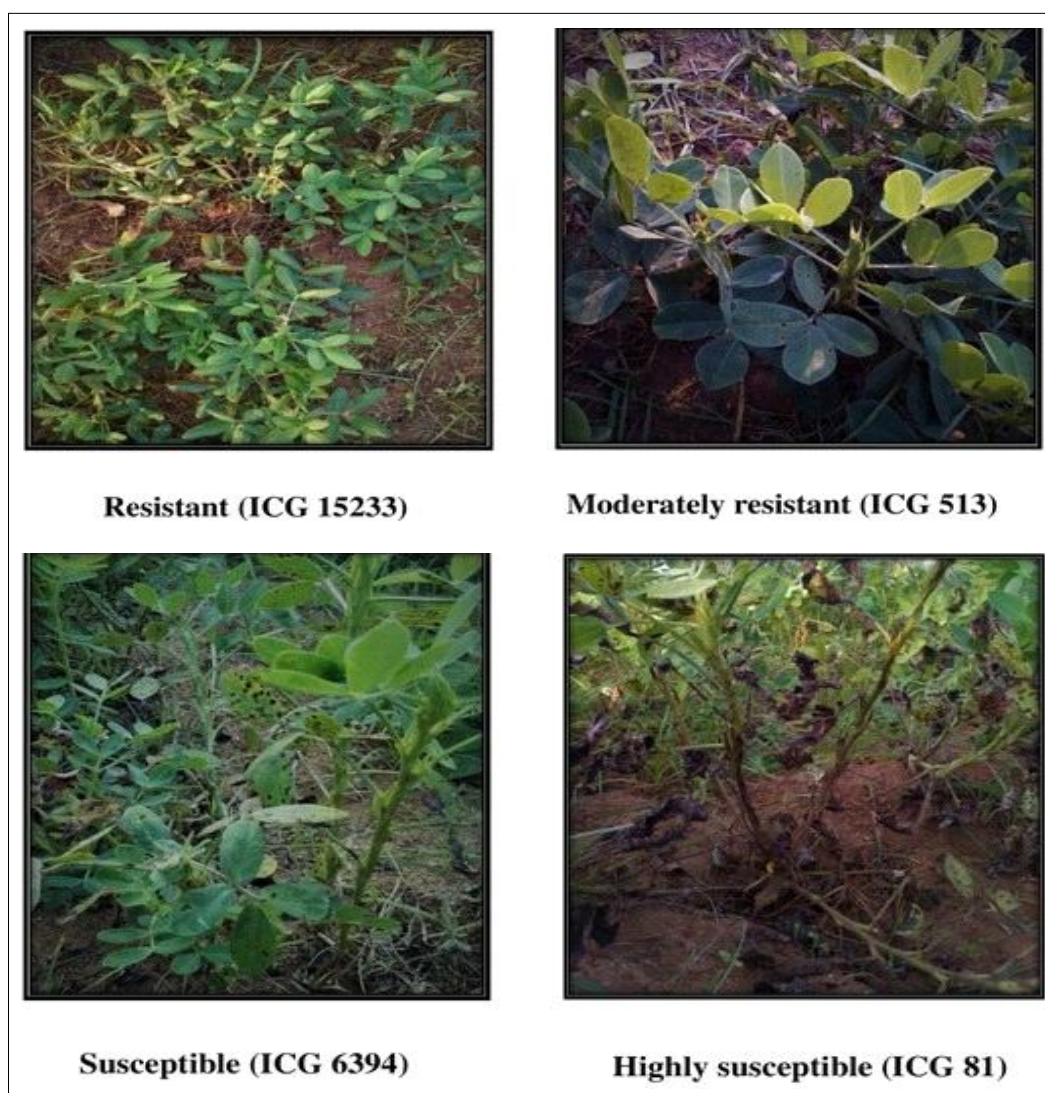 Resistant (ICG 15233)
Moderately resistant (ICG 513)
Susceptible (ICG 6394)
Highly susceptible (ICG 81)